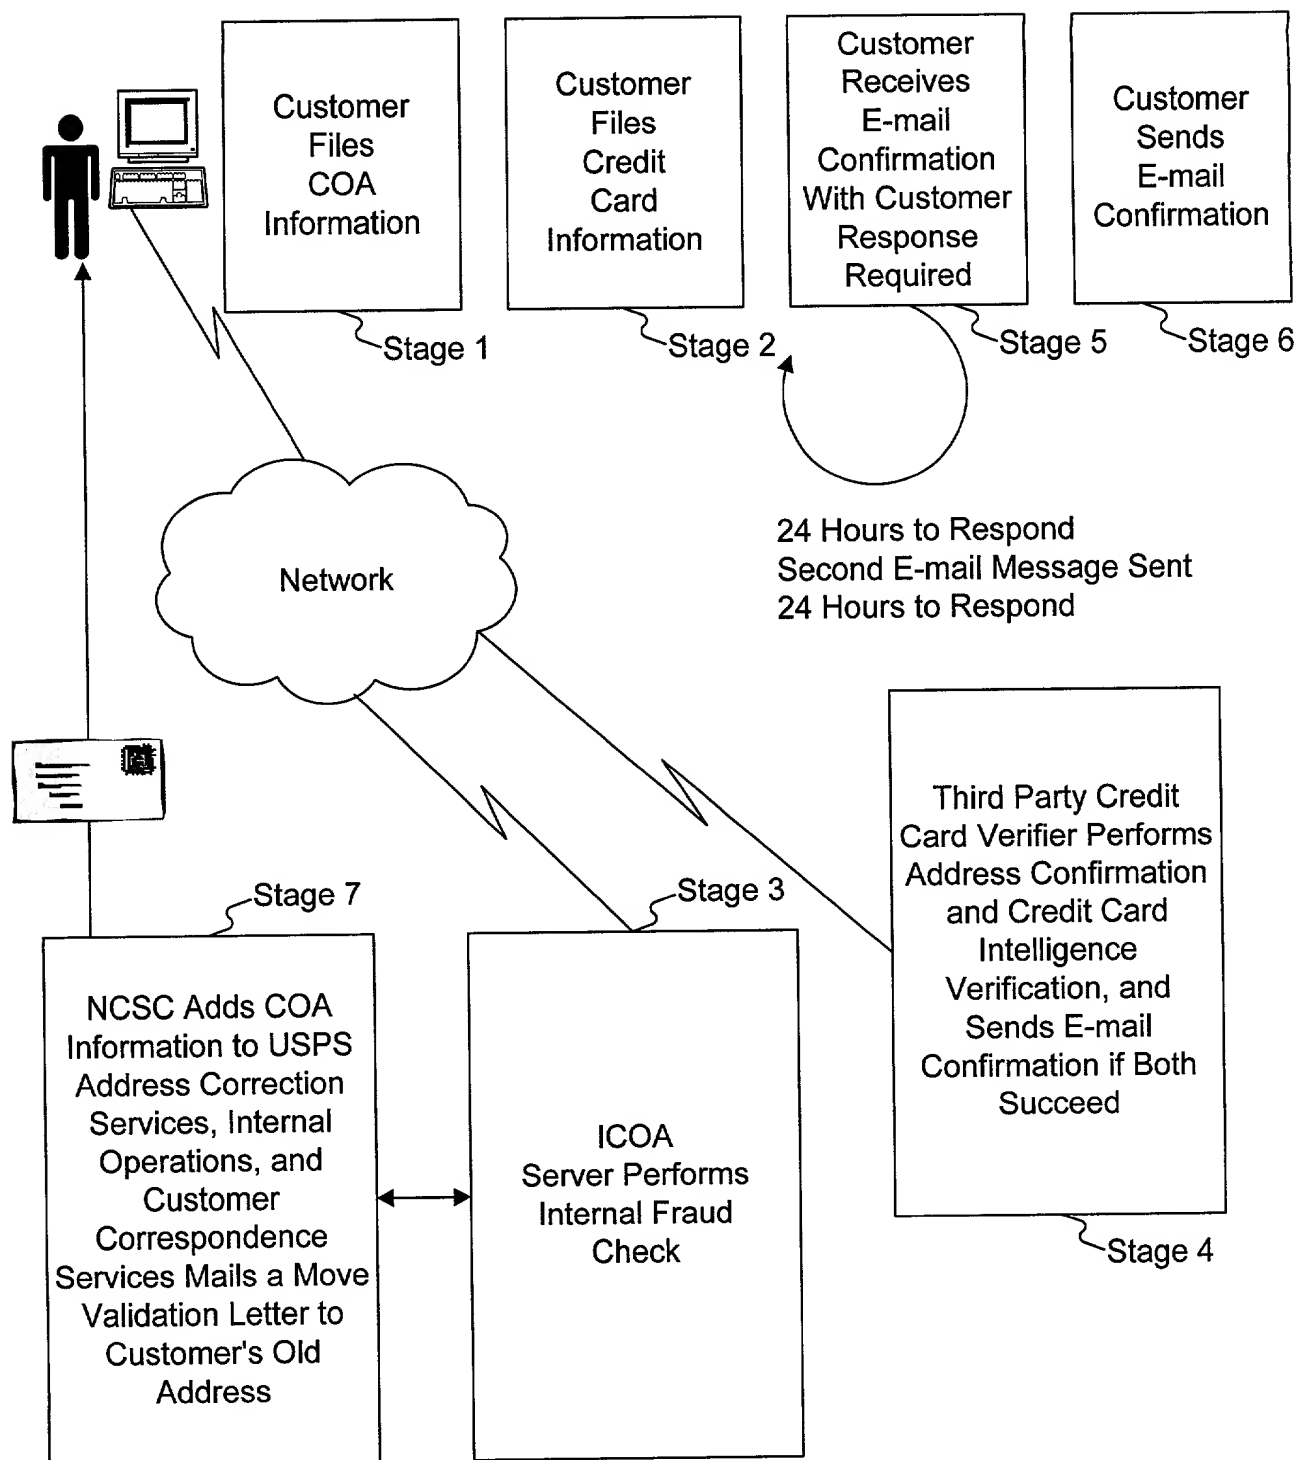 Customer
Files
COA
Information
Stage 1
Customer
Files
Credit
Card
Information
Stage 2
Customer
Receives
E-mail
Confirmation
With Customer
Response
Required
Stage 5
Customer
Sends
E-mail
Confirmation
Stage 6
24 Hours to Respond
Second E-mail Message Sent
24 Hours to Respond
Network
Stage 7
NCSC Adds COA
Information to USPS
Address Correction
Services, Internal
Operations, and
Customer
Correspondence
Services Mails a Move
Validation Letter to
Customer's Old
Address
Stage 3
ICOA
Server Performs
Internal Fraud
Check
Third Party Credit
Card Verifier Performs
Address Confirmation
and Credit Card
Intelligence
Verification, and
Sends E-mail
Confirmation if Both
Succeed
Stage 4